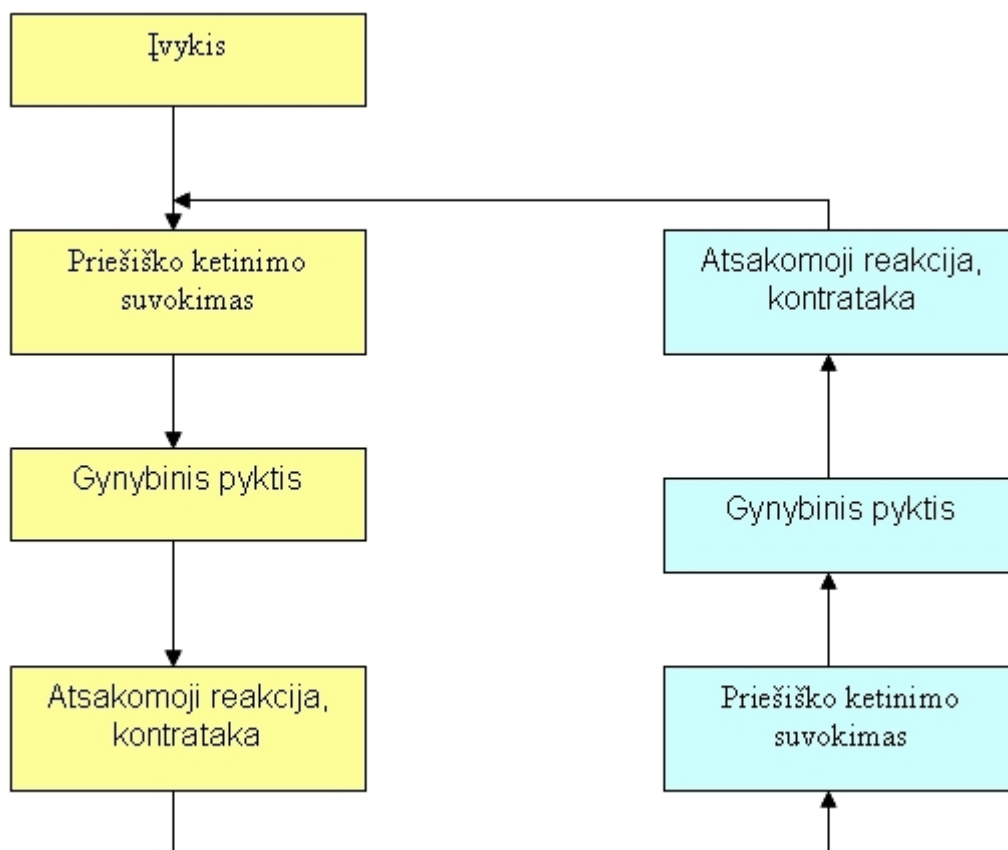 Įvykis
Priešiško ketinimo
suvokimas
Gynybinis pyktis
Atsakomoji reakcija,
kontrataka
Atsakomoji reakcija,
kontrataka
Gynybinis pyktis
Priešiško ketinimo
suvokimas